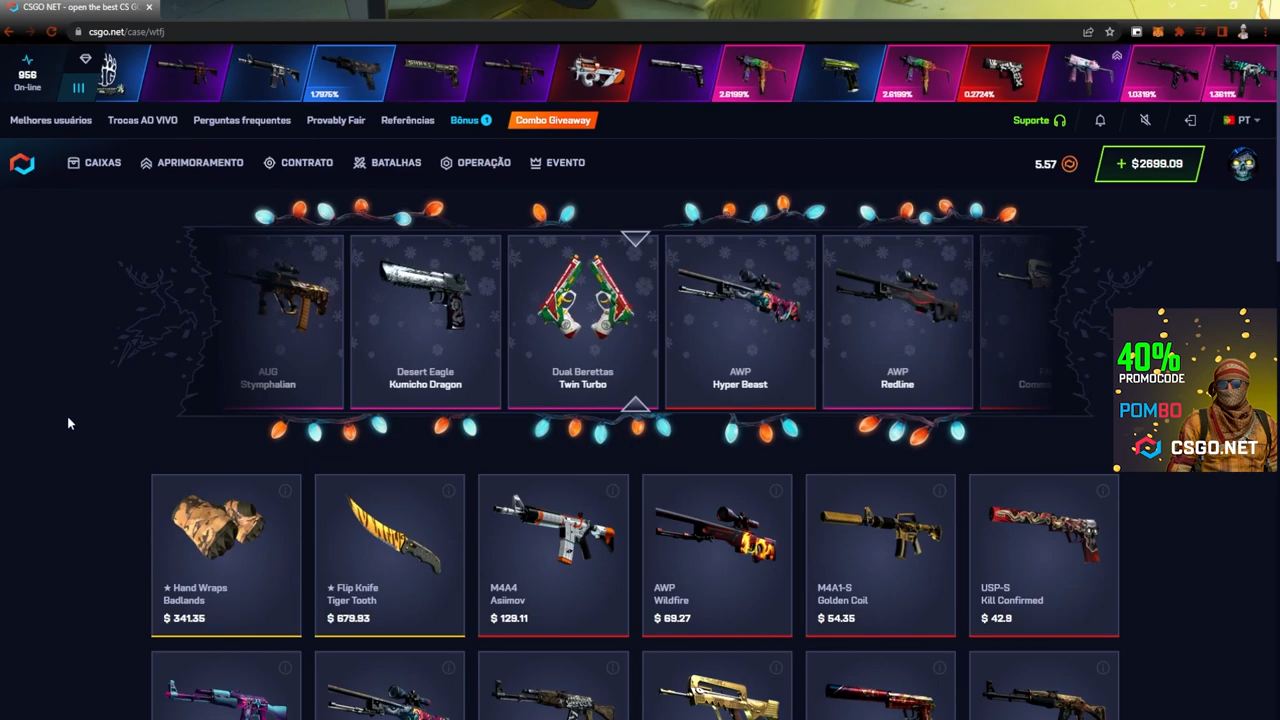 CSGO NET - open the best CS G
csgo.net/case/wtfj
956
On-line
1.7975%
2.6199%
2.6199%
0.2724%
1.0319%
1.3611%
Melhores usuários
Trocas AO VIVO
Perguntas frequentes
Provably Fair
Referências
Bônus 1
Combo Giveaway
Suporte
PT
CAIXAS
APRIMORAMENTO
CONTRATO
BATALHAS
OPERAÇÃO
EVENTO
5.57
+ $2699.09
AUG
Stymphalian
Desert Eagle
Kumicho Dragon
Dual Berettas
Twin Turbo
AWP
Hyper Beast
AWP
Redline
40%
PROMOCODE
POMBO
CSGO.NET
★ Hand Wraps
Badlands
$ 341.35
★ Flip Knife
Tiger Tooth
$ 679.93
M4A4
Asiimov
$ 129.11
AWP
Wildfire
$ 69.27
M4A1-S
Golden Coil
$ 54.35
USP-S
Kill Confirmed
$ 42.9